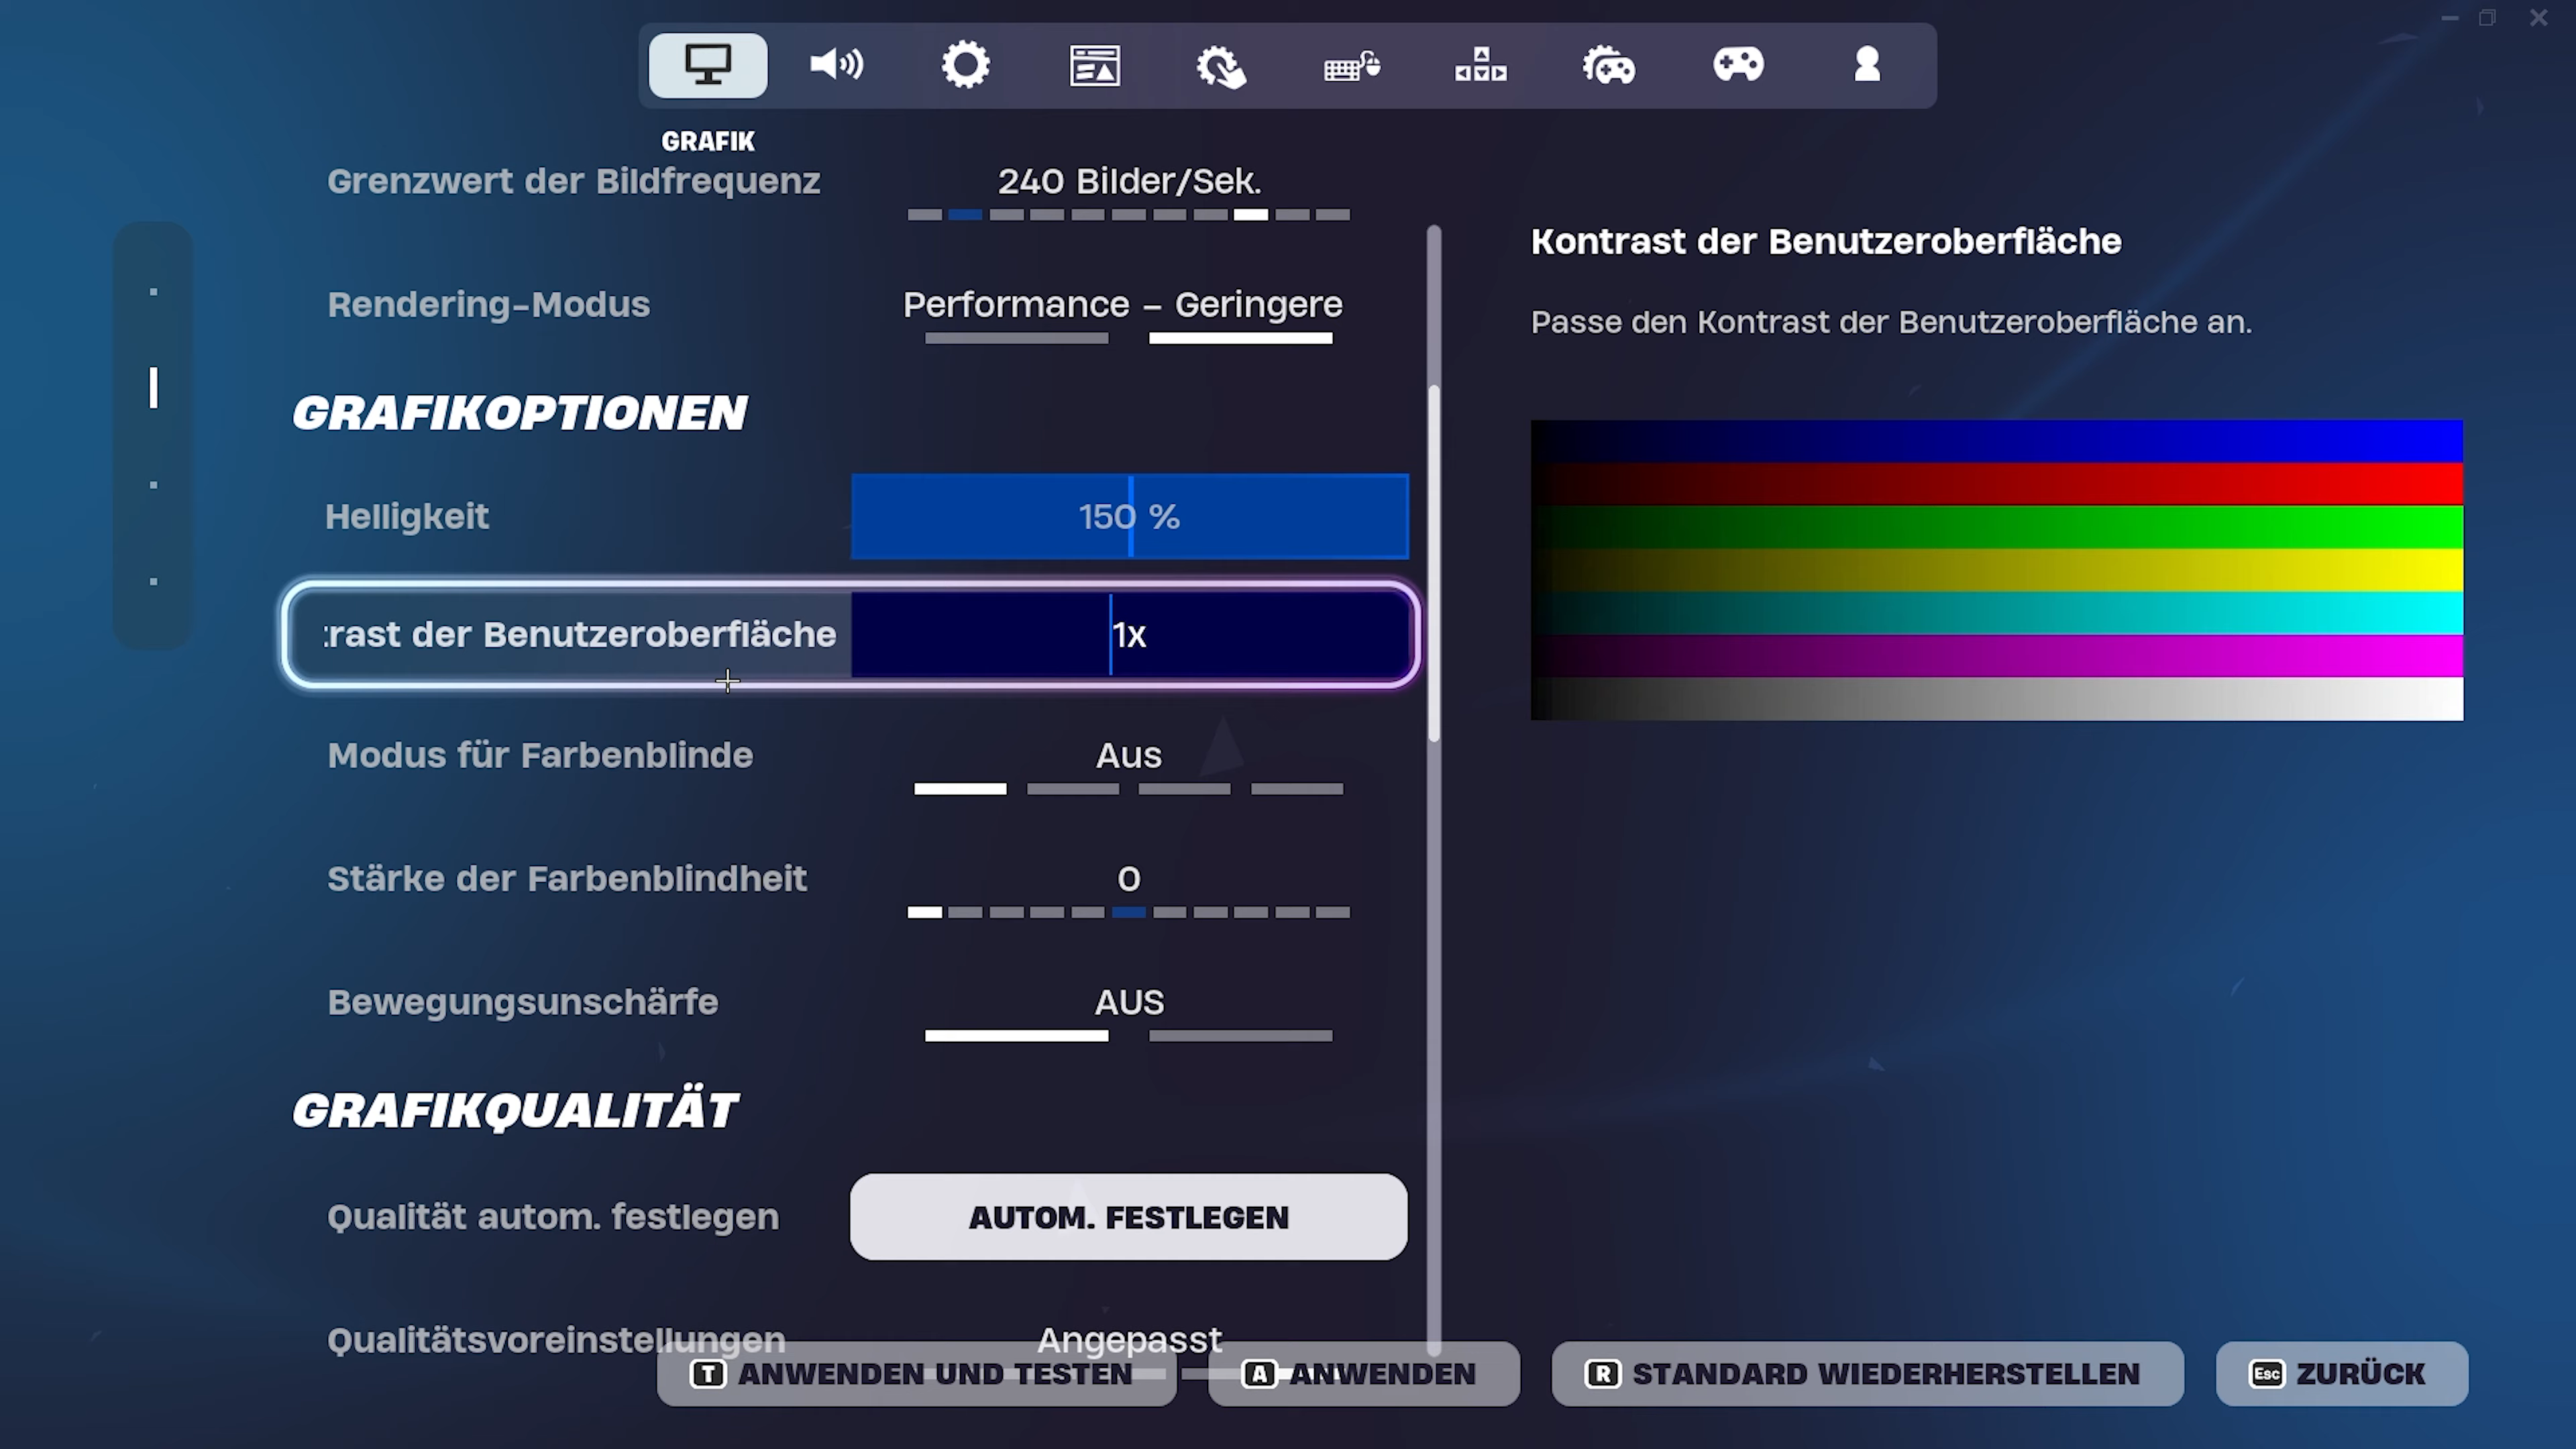 GRAFIK
Grenzwert der Bildfrequenz
240 Bilder/Sek.
Rendering-Modus
Performance – Geringere
GRAFIKOPTIONEN
Helligkeit
150 %
rast der Benutzeroberfläche
1x
Modus für Farbenblinde
Aus
Stärke der Farbenblindheit
0
Bewegungsunschärfe
AUS
GRAFIKQUALITÄT
Qualität autom. festlegen
AUTOM. FESTLEGEN
Qualitätsvoreinstellungen
Angepasst
Kontrast der Benutzeroberfläche
Passe den Kontrast der Benutzeroberfläche an.
T ANWENDEN UND TESTEN
A ANWENDEN
R STANDARD WIEDERHERSTELLEN
Esc ZURÜCK